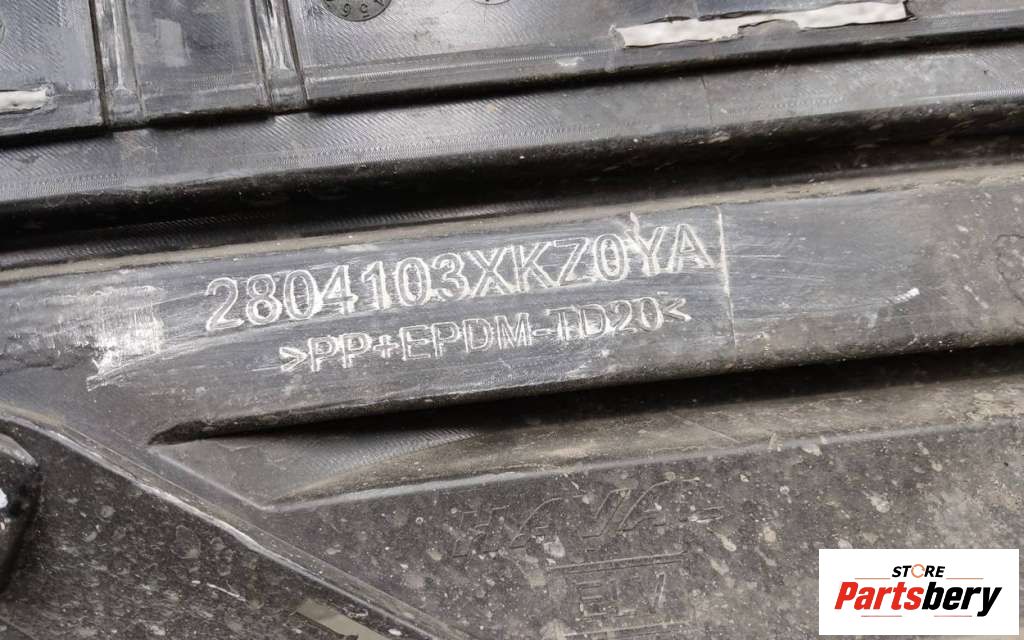 2804103XKZ0YA
>PP+EPDM-TD20<
STORE
Partsbery